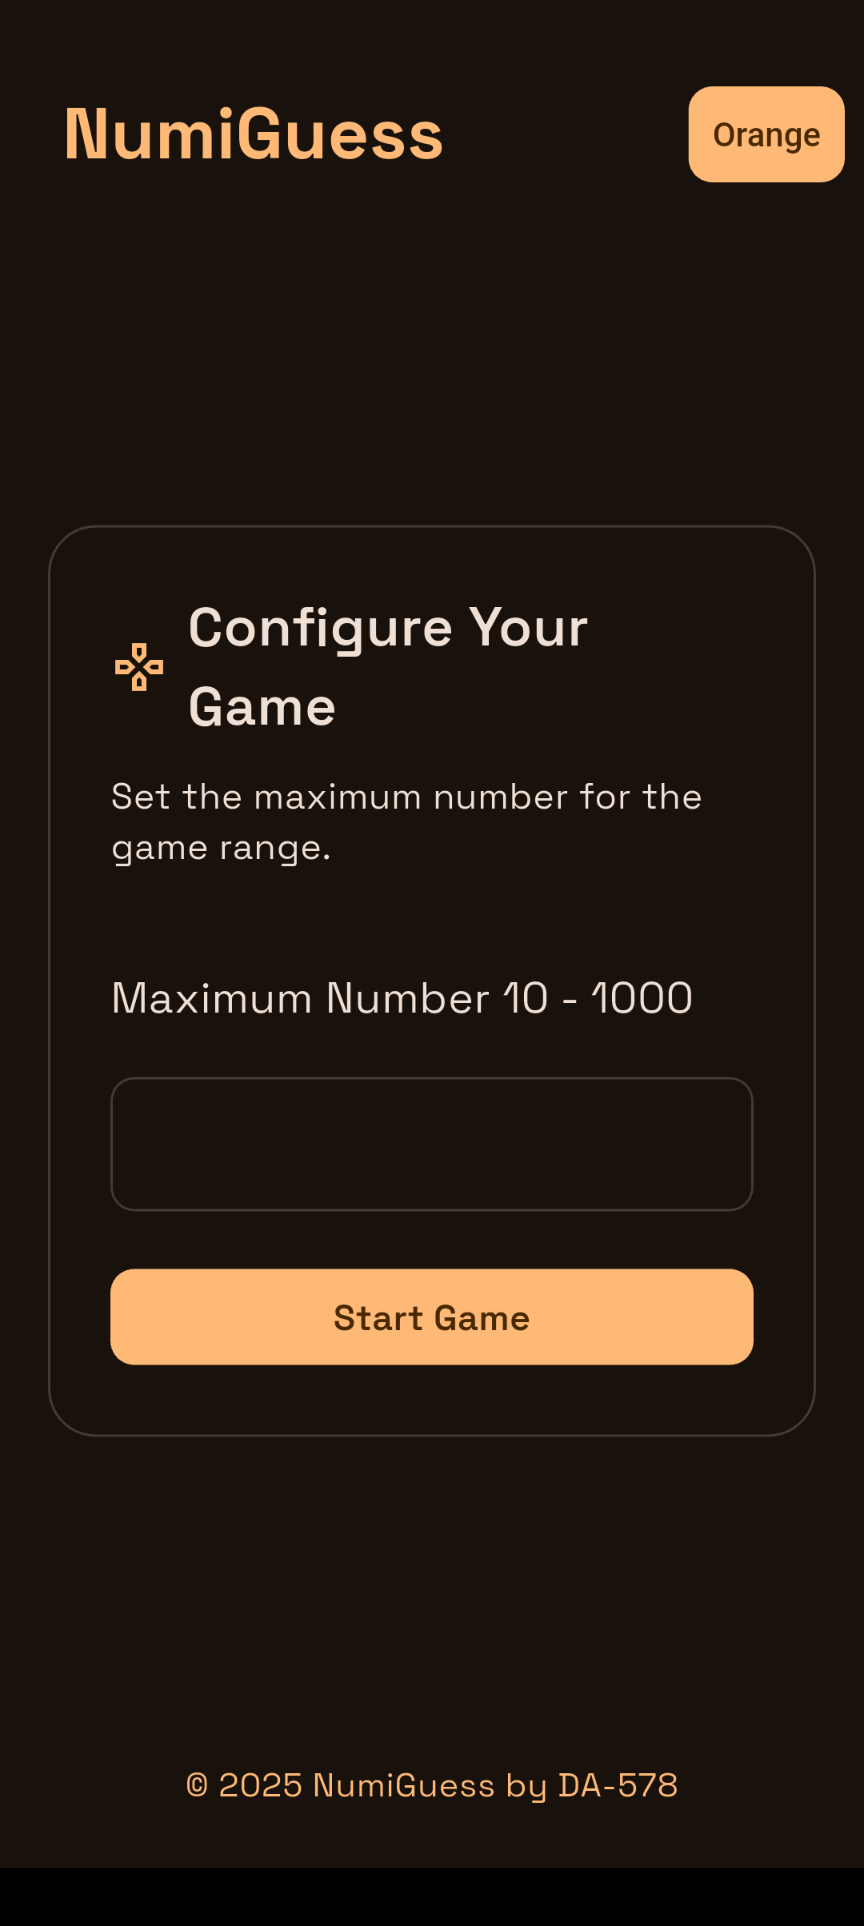 NumiGuess
Orange
Configure Your
Game
Set the maximum number for the
game range.
Maximum Number 10 - 1000
Start Game
© 2025 NumiGuess by DA-578